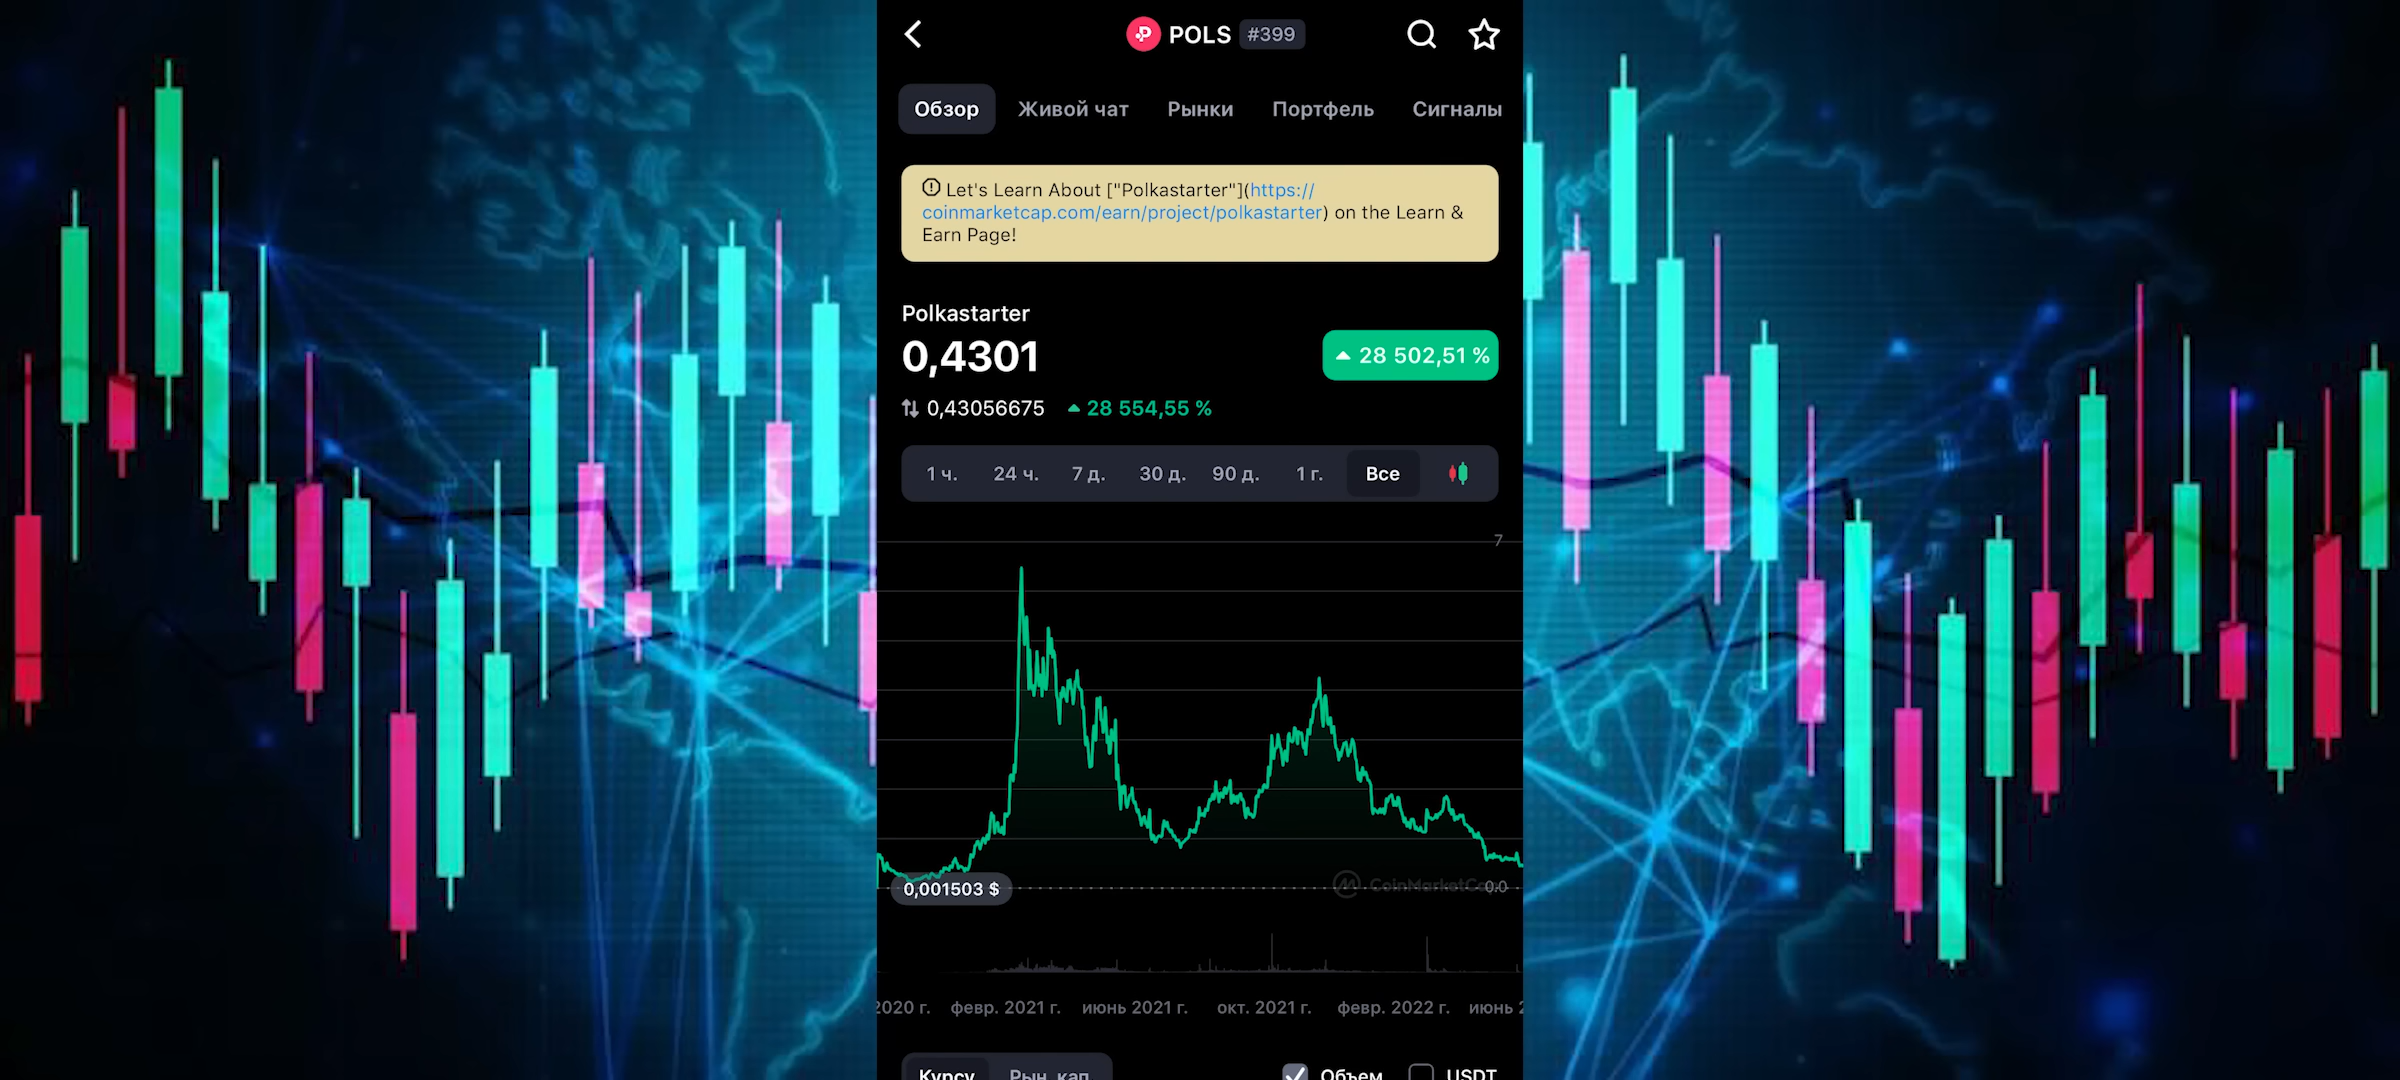 POLS #399
Обзор Живой чат Рынки Портфель Сигналы
Let's Learn About ["Polkastarter"](https://
coinmarketcap.com/earn/project/polkastarter) on the Learn &
Earn Page!
Polkastarter
0,4301
28 502,51 %
0,43056675 28 554,55 %
1 ч. 24 ч. 7 д. 30 д. 90 д. 1 г. Все
7
0,001503 $
CoinMarketCap
0.0
2020 г. февр. 2021 г. июнь 2021 г. окт. 2021 г. февр. 2022 г. июнь 2
Курсу Рын. кап. Объем USDT